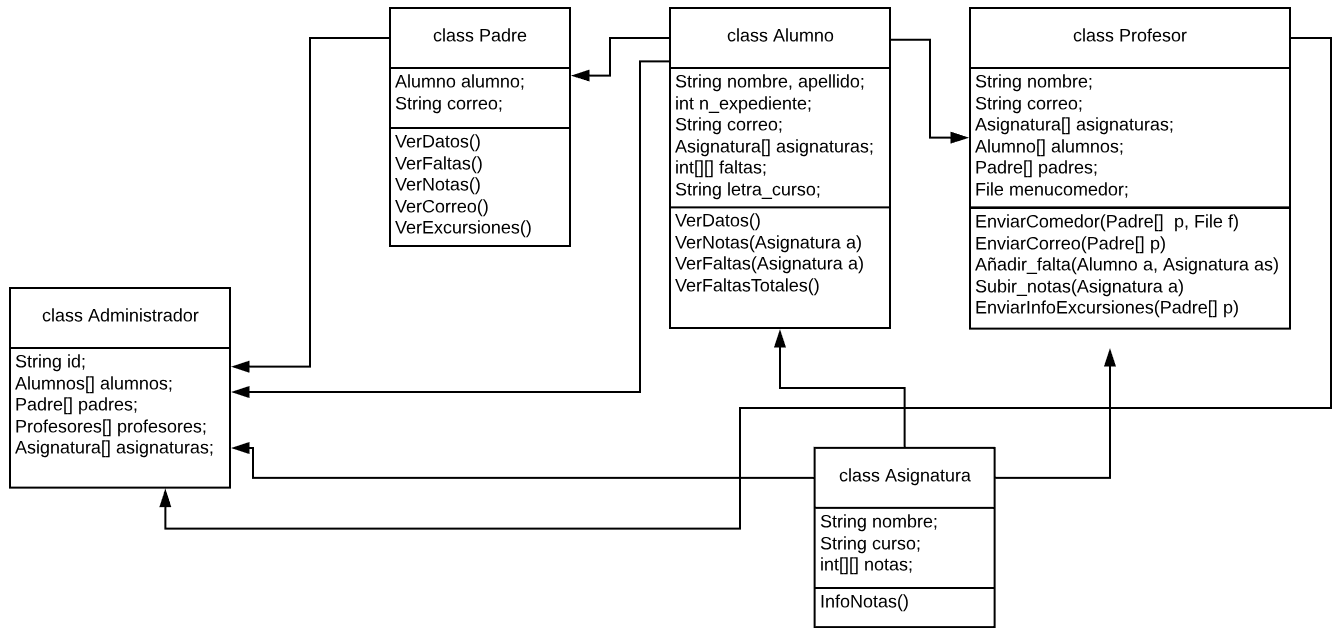 class Padre
Alumno alumno;
String correo;
VerDatos()
VerFaltas()
VerNotas()
VerCorreo()
VerExcursiones()
class Alumno
String nombre, apellido;
int n_expediente;
String correo;
Asignatura[] asignaturas;
int[][] faltas;
String letra_curso;
VerDatos()
VerNotas(Asignatura a)
VerFaltas(Asignatura a)
VerFaltasTotales()
class Profesor
String nombre;
String correo;
Asignatura[] asignaturas;
Alumno[] alumnos;
Padre[] padres;
File menucomedor;
EnviarComedor(Padre[]  p, File f)
EnviarCorreo(Padre[] p)
Añadir_falta(Alumno a, Asignatura as)
Subir_notas(Asignatura a)
EnviarInfoExcursiones(Padre[] p)
class Administrador
String id;
Alumnos[] alumnos;
Padre[] padres;
Profesores[] profesores;
Asignatura[] asignaturas;
class Asignatura
String nombre;
String curso;
int[][] notas;
InfoNotas()